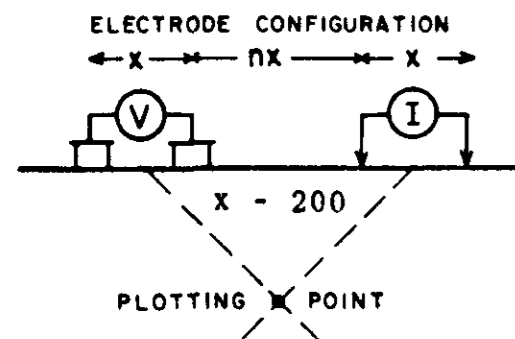 ELECTRODE CONFIGURATION
x nx x
V I
x - 200
PLOTTING POINT